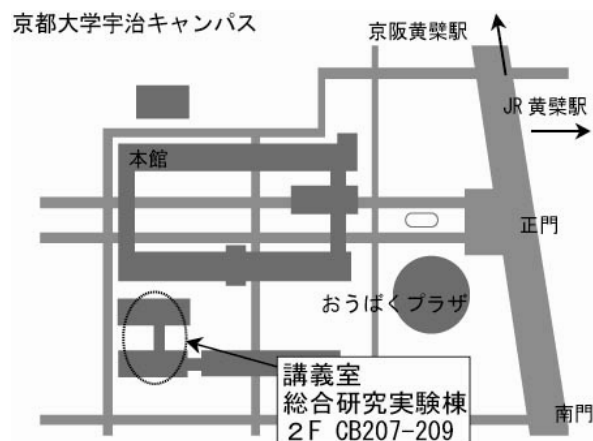 京都大学宇治キャンパス
京阪黄檗駅
JR 黄檗駅
本館
正門
おうばくプラザ
講義室
総合研究実験棟
２F CB207-209
南門